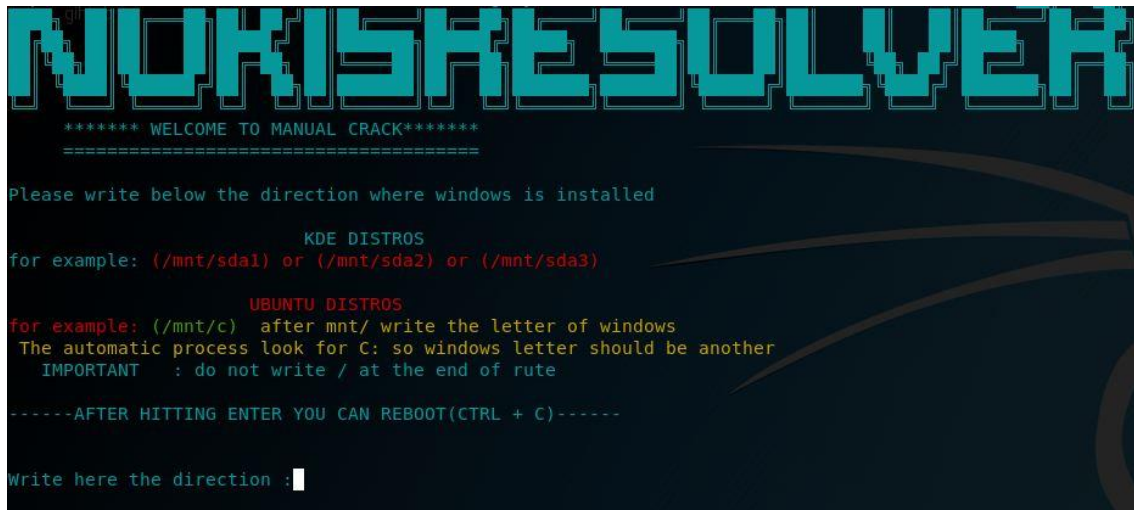 NOKISRESOLVER
******* WELCOME TO MANUAL CRACK*******
======================================
Please write below the direction where windows is installed
KDE DISTROS
for example: (/mnt/sda1) or (/mnt/sda2) or (/mnt/sda3)
UBUNTU DISTROS
for example: (/mnt/c)  after mnt/ write the letter of windows
The automatic process look for C: so windows letter should be another
IMPORTANT   : do not write / at the end of rute
------AFTER HITTING ENTER YOU CAN REBOOT(CTRL + C)------
Write here the direction :